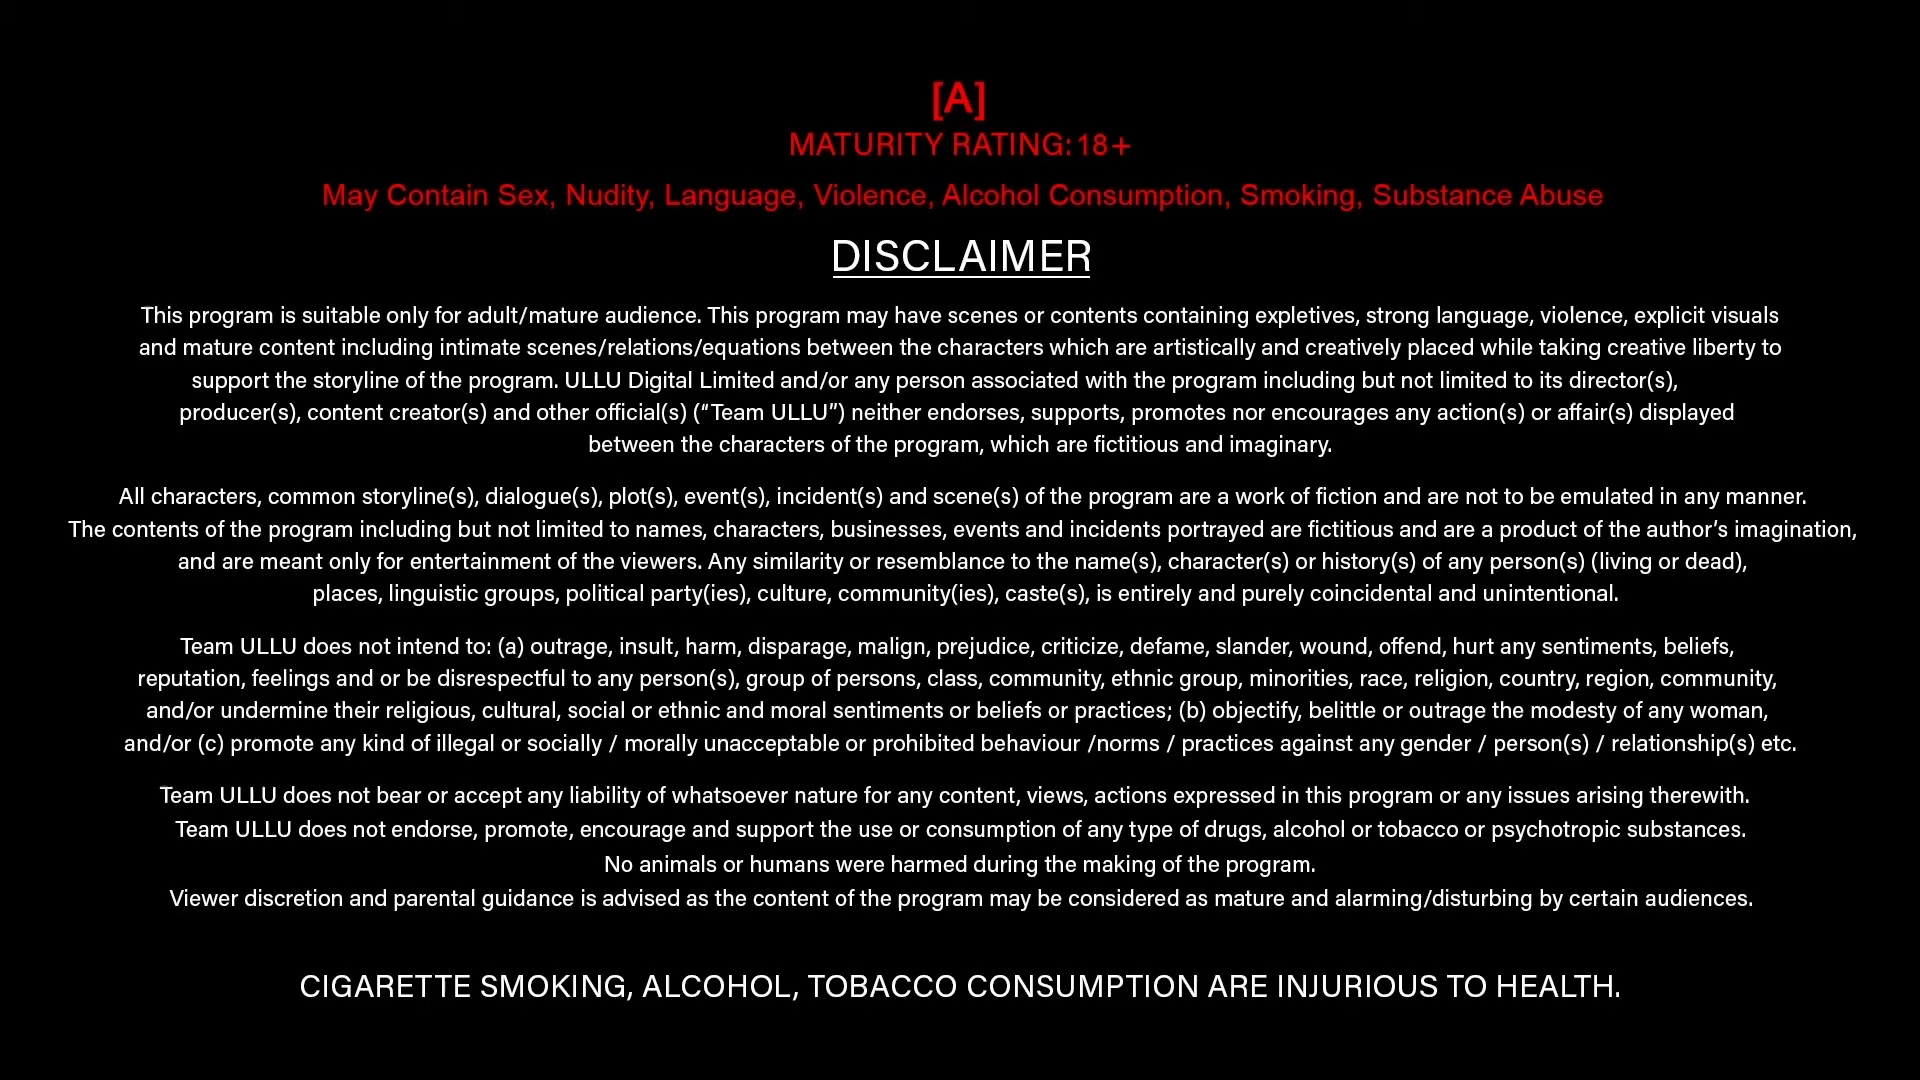 [A]
MATURITY RATING:18+
May Contain Sex, Nudity, Language, Violence, Alcohol Consumption, Smoking, Substance Abuse
DISCLAIMER
This program is suitable only for adult/mature audience. This program may have scenes or contents containing expletives, strong language, violence, explicit visuals
and mature content including intimate scenes/relations/equations between the characters which are artistically and creatively placed while taking creative liberty to
support the storyline of the program. ULLU Digital Limited and/or any person associated with the program including but not limited to its director(s),
producer(s), content creator(s) and other official(s) (“Team ULLU”) neither endorses, supports, promotes nor encourages any action(s) or affair(s) displayed
between the characters of the program, which are fictitious and imaginary.
All characters, common storyline(s), dialogue(s), plot(s), event(s), incident(s) and scene(s) of the program are a work of fiction and are not to be emulated in any manner.
The contents of the program including but not limited to names, characters, businesses, events and incidents portrayed are fictitious and are a product of the author’s imagination,
and are meant only for entertainment of the viewers. Any similarity or resemblance to the name(s), character(s) or history(s) of any person(s) (living or dead),
places, linguistic groups, political party(ies), culture, community(ies), caste(s), is entirely and purely coincidental and unintentional.
Team ULLU does not intend to: (a) outrage, insult, harm, disparage, malign, prejudice, criticize, defame, slander, wound, offend, hurt any sentiments, beliefs,
reputation, feelings and or be disrespectful to any person(s), group of persons, class, community, ethnic group, minorities, race, religion, country, region, community,
and/or undermine their religious, cultural, social or ethnic and moral sentiments or beliefs or practices; (b) objectify, belittle or outrage the modesty of any woman,
and/or (c) promote any kind of illegal or socially / morally unacceptable or prohibited behaviour /norms / practices against any gender / person(s) / relationship(s) etc.
Team ULLU does not bear or accept any liability of whatsoever nature for any content, views, actions expressed in this program or any issues arising therewith.
Team ULLU does not endorse, promote, encourage and support the use or consumption of any type of drugs, alcohol or tobacco or psychotropic substances.
No animals or humans were harmed during the making of the program.
Viewer discretion and parental guidance is advised as the content of the program may be considered as mature and alarming/disturbing by certain audiences.
CIGARETTE SMOKING, ALCOHOL, TOBACCO CONSUMPTION ARE INJURIOUS TO HEALTH.